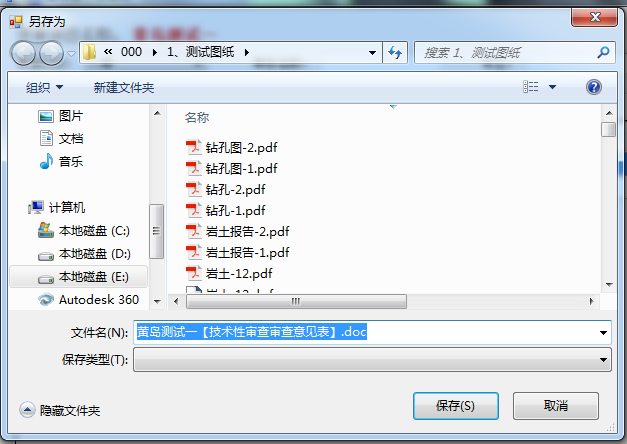 另存为
黄岛测试一
« 000 ▸ 1、测试图纸 ▸
搜索 1、测试图纸
组织 新建文件夹
图片
文档
音乐
计算机
本地磁盘 (C:)
本地磁盘 (D:)
本地磁盘 (E:)
Autodesk 360
名称
钻孔图-2.pdf
钻孔图-1.pdf
钻孔-2.pdf
钻孔-1.pdf
岩土报告-2.pdf
岩土报告-1.pdf
岩土-12.pdf
文件名(N): 黄岛测试一【技术性审查审查意见表】.doc
保存类型(T):
隐藏文件夹
保存(S) 取消